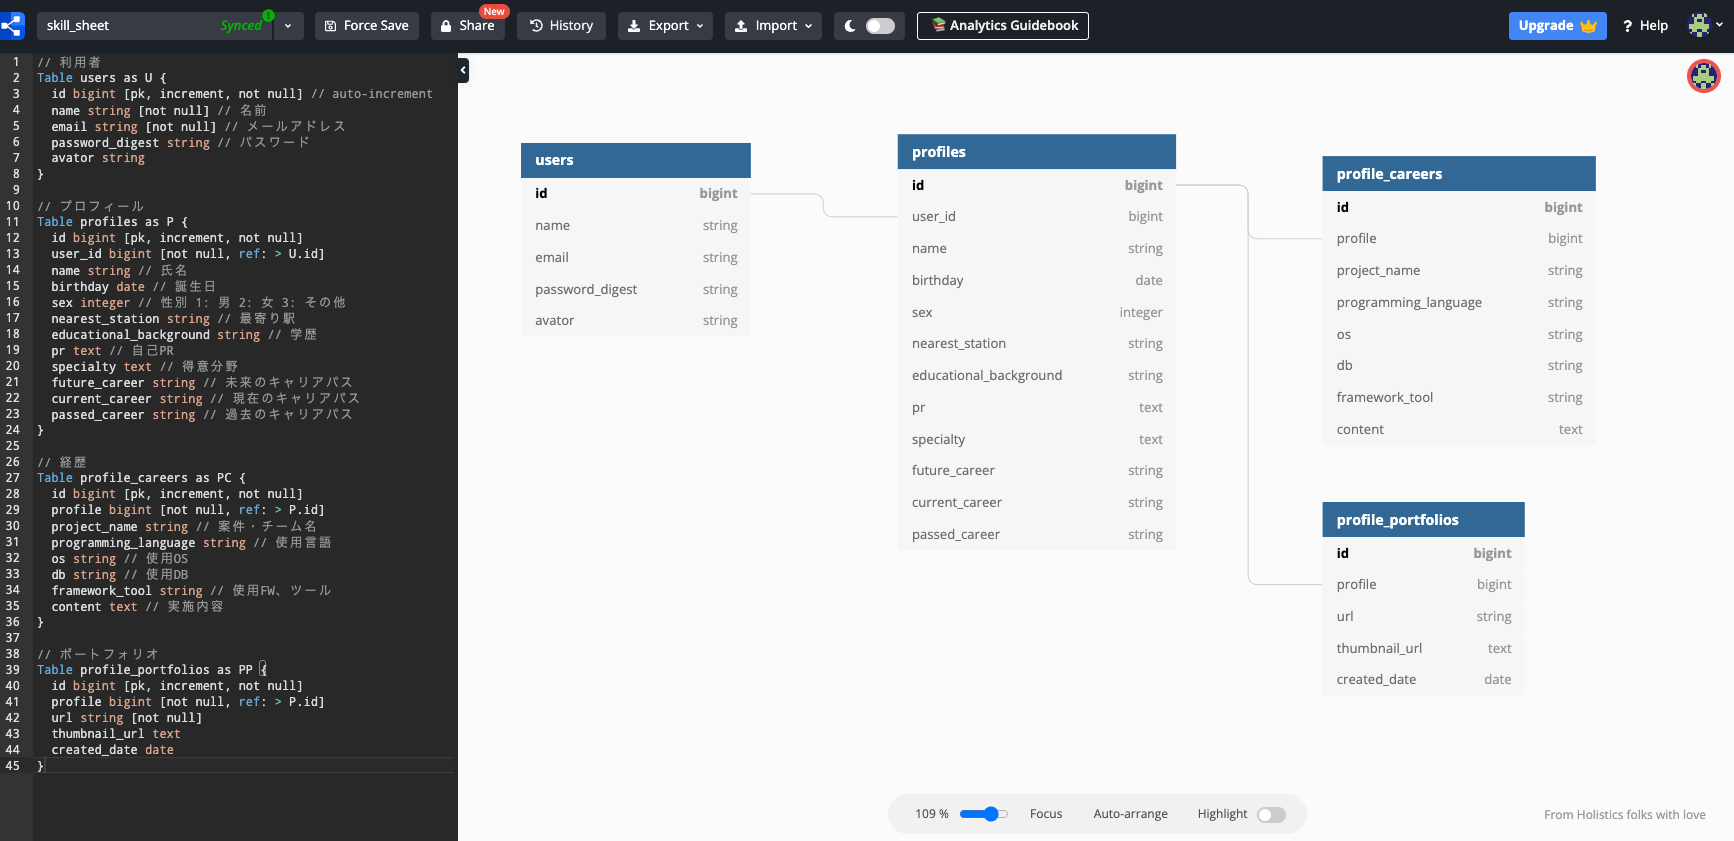 skill_sheet
Synced
!
Force Save
Share
New
History
Export
Import
Analytics Guidebook
Upgrade
? Help
1 // 利用者
2 Table users as U {
3 id bigint [pk, increment, not null] // auto-increment
4 name string [not null] // 名前
5 email string [not null] // メールアドレス
6 password_digest string // パスワード
7 avator string
8 }
9
10 // プロフィール
11 Table profiles as P {
12 id bigint [pk, increment, not null]
13 user_id bigint [not null, ref: > U.id]
14 name string // 氏名
15 birthday date // 誕生日
16 sex integer // 性別 1: 男 2: 女 3: その他
17 nearest_station string // 最寄り駅
18 educational_background string // 学歴
19 pr text // 自己PR
20 specialty text // 得意分野
21 future_career string // 未来のキャリアパス
22 current_career string // 現在のキャリアパス
23 passed_career string // 過去のキャリアパス
24 }
25
26 // 経歴
27 Table profile_careers as PC {
28 id bigint [pk, increment, not null]
29 profile bigint [not null, ref: > P.id]
30 project_name string // 案件・チーム名
31 programming_language string // 使用言語
32 os string // 使用OS
33 db string // 使用DB
34 framework_tool string // 使用FW、ツール
35 content text // 実施内容
36 }
37
38 // ポートフォリオ
39 Table profile_portfolios as PP {
40 id bigint [pk, increment, not null]
41 profile bigint [not null, ref: > P.id]
42 url string [not null]
43 thumbnail_url text
44 created_date date
45 }
users
id bigint
name string
email string
password_digest string
avator string
profiles
id bigint
user_id bigint
name string
birthday date
sex integer
nearest_station string
educational_background string
pr text
specialty text
future_career string
current_career string
passed_career string
profile_careers
id bigint
profile bigint
project_name string
programming_language string
os string
db string
framework_tool string
content text
profile_portfolios
id bigint
profile bigint
url string
thumbnail_url text
created_date date
109 %
Focus
Auto-arrange
Highlight
From Holistics folks with love